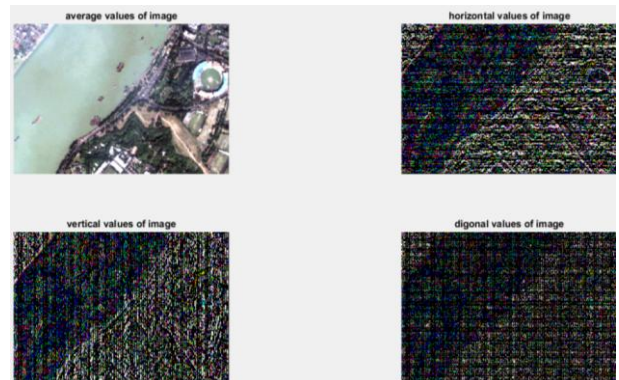 average values of image
horizontal values of image
vertical values of image
digonal values of image